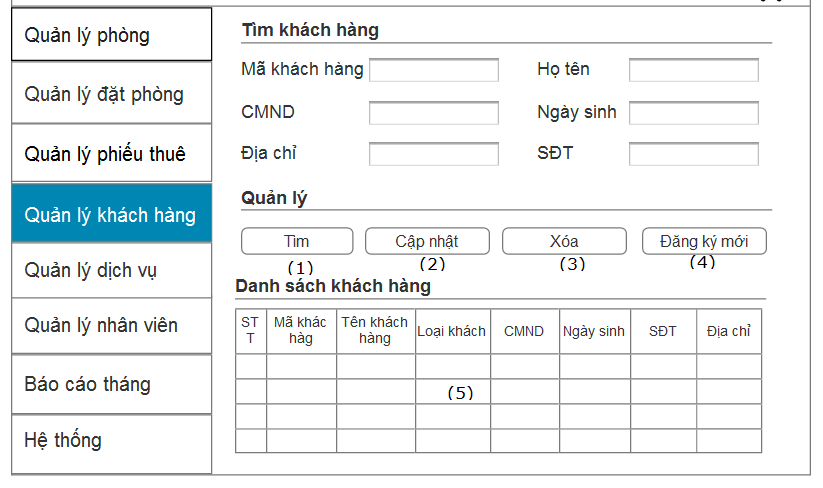 Quản lý phòng
Quản lý đặt phòng
Quản lý phiếu thuê
Quản lý khách hàng
Quản lý dịch vụ
Quản lý nhân viên
Báo cáo tháng
Hệ thống
Tìm khách hàng
Mã khách hàng Họ tên
CMND Ngày sinh
Địa chỉ SĐT
Quản lý
Tìm Cập nhật Xóa Đăng ký mới
(1) (2) (3) (4)
Danh sách khách hàng
ST Mã khác Tên khách Loại khách CMND Ngày sinh SĐT Địa chỉ
T hàg hàng
(5)